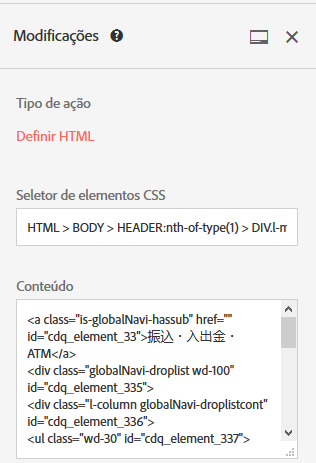 Modificações ?
Tipo de ação
Definir HTML
Seletor de elementos CSS
HTML > BODY > HEADER:nth-of-type(1) > DIV.l-m
Conteúdo
<a class="is-globalNavi-hassub" href=""
id="cdq_element_33">振込・入出金・
ATM</a>
<div class="globalNavi-droplist wd-100"
id="cdq_element_335">
<div class="l-column globalNavi-droplistcont"
id="cdq_element_336">
<ul class="wd-30" id="cdq_element_337">